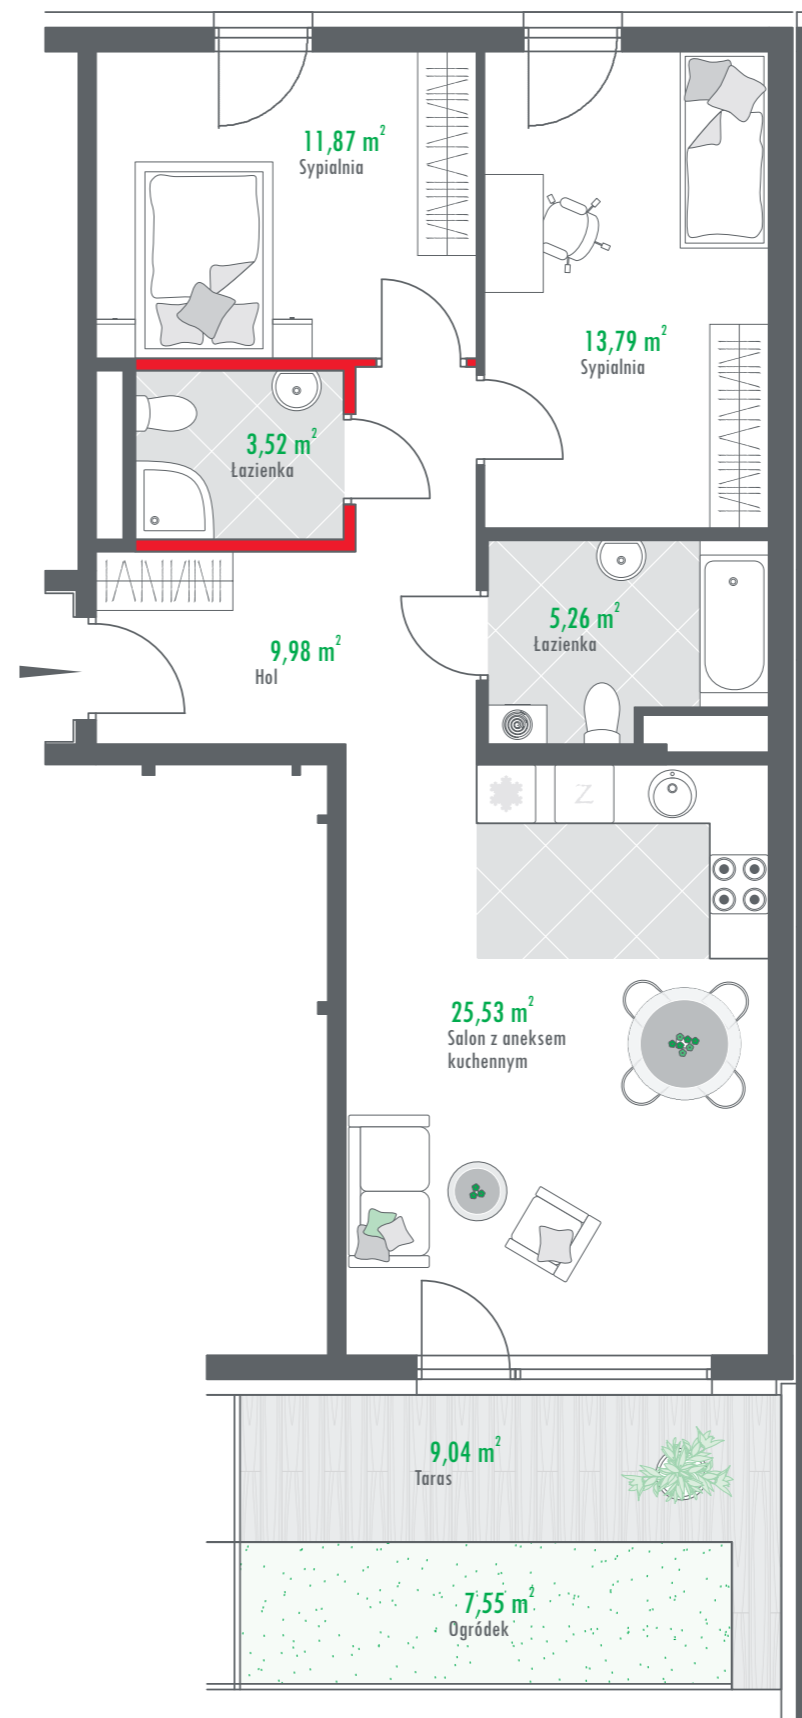 11,87 m²
Sypialnia
13,79 m²
Sypialnia
3,52 m²
Łazienka
5,26 m²
Łazienka
9,98 m²
Hol
Z
25,53 m²
Salon z aneksem
kuchennym
9,04 m²
Taras
7,55 m²
Ogródek